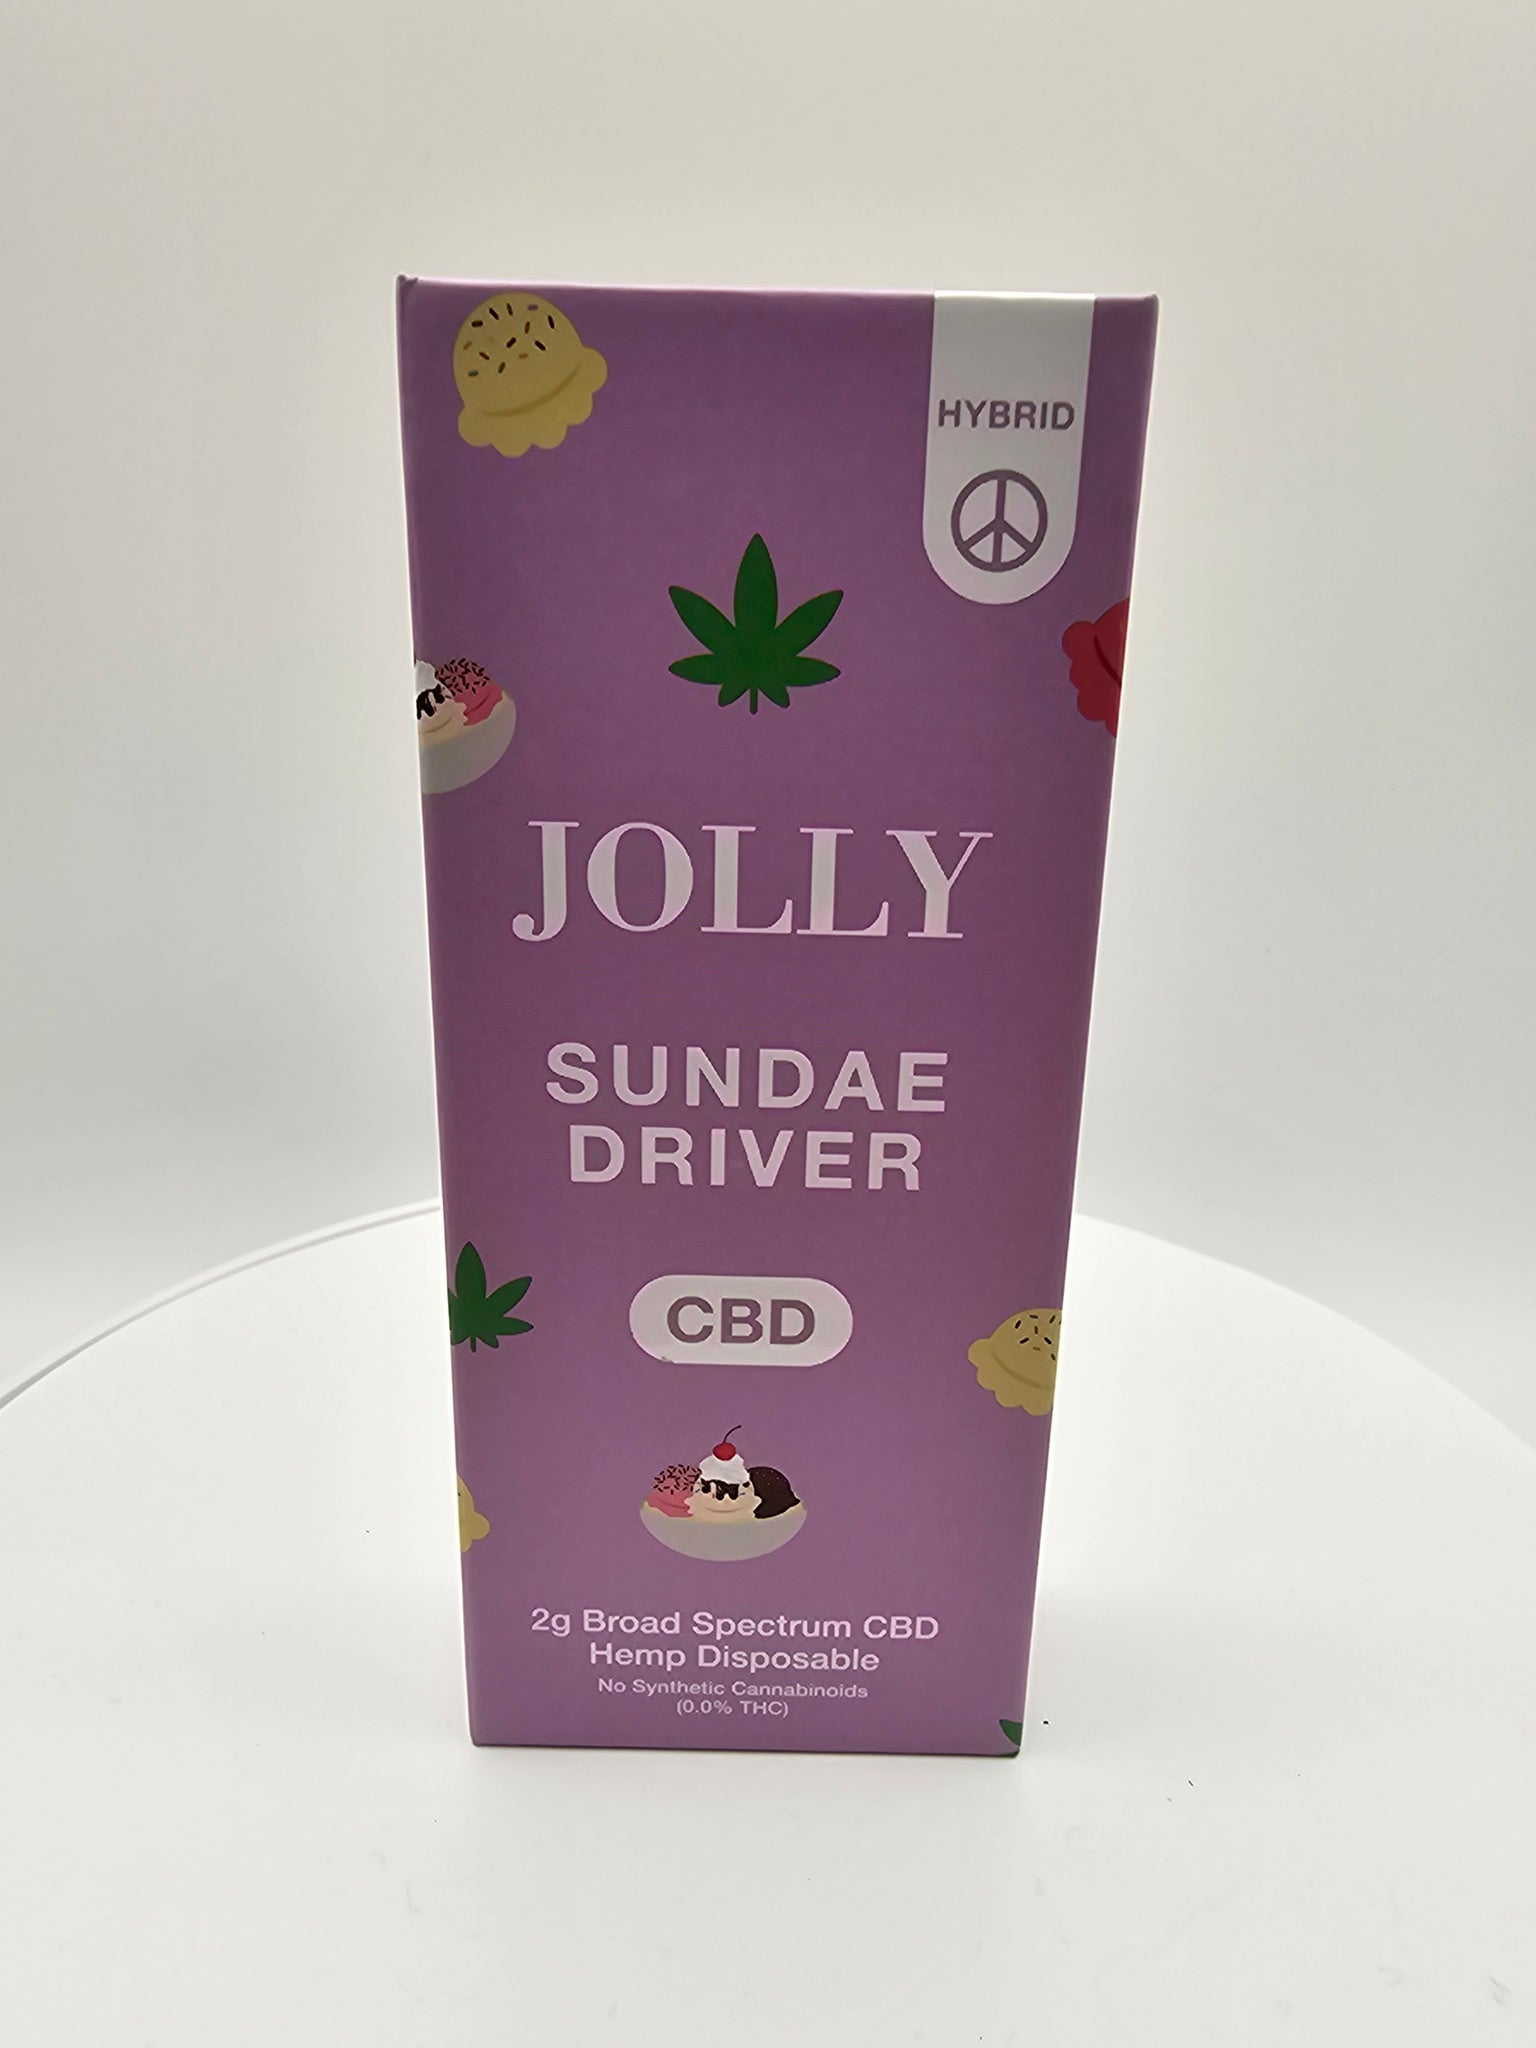 HYBRID
JOLLY
SUNDAE
DRIVER
CBD
2g Broad Spectrum CBD
Hemp Disposable
No Synthetic Cannabinoids
(0.0% THC)